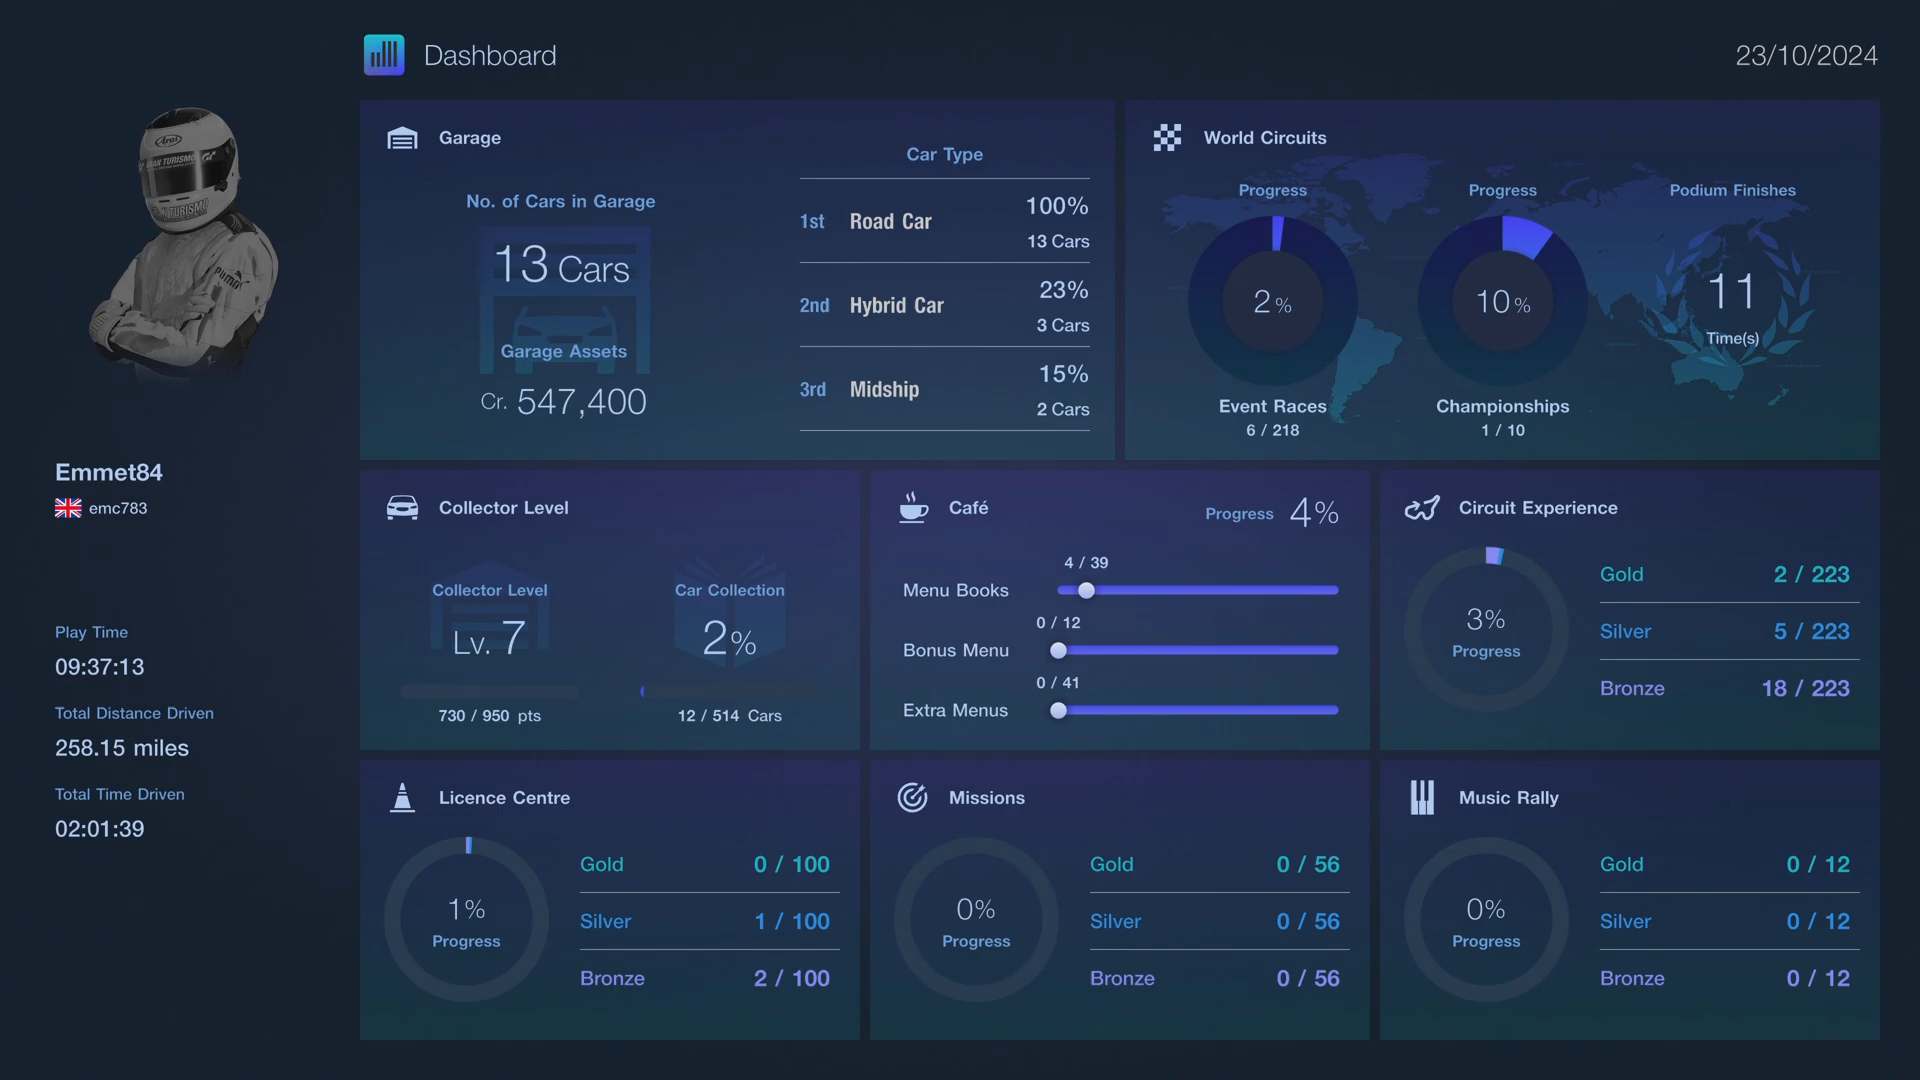 Dashboard
23/10/2024
Arai
GRAN TURISMO
PUMA
Emmet84
emc783
Play Time
09:37:13
Total Distance Driven
258.15 miles
Total Time Driven
02:01:39
Garage
No. of Cars in Garage
13 Cars
Garage Assets
Cr. 547,400
Car Type
1st Road Car 100%
13 Cars
2nd Hybrid Car 23%
3 Cars
3rd Midship 15%
2 Cars
World Circuits
Progress
2%
Event Races
6 / 218
Progress
10%
Championships
1 / 10
Podium Finishes
11
Time(s)
Collector Level
Collector Level
Lv. 7
730 / 950 pts
Car Collection
2%
12 / 514 Cars
Café
Progress 4%
4 / 39
Menu Books
0 / 12
Bonus Menu
0 / 41
Extra Menus
Circuit Experience
3%
Progress
Gold 2 / 223
Silver 5 / 223
Bronze 18 / 223
Licence Centre
1%
Progress
Gold 0 / 100
Silver 1 / 100
Bronze 2 / 100
Missions
0%
Progress
Gold 0 / 56
Silver 0 / 56
Bronze 0 / 56
Music Rally
0%
Progress
Gold 0 / 12
Silver 0 / 12
Bronze 0 / 12